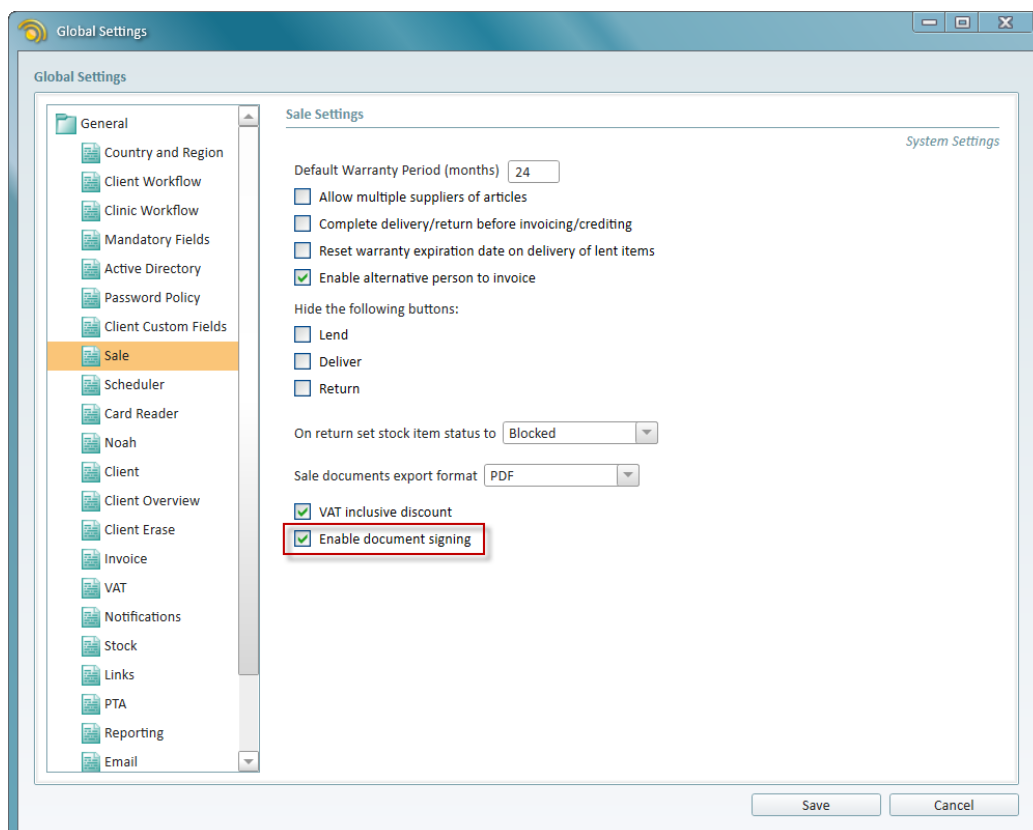 Global Settings
Global Settings
General
Country and Region
Client Workflow
Clinic Workflow
Mandatory Fields
Active Directory
Password Policy
Client Custom Fields
Sale
Scheduler
Card Reader
Noah
Client
Client Overview
Client Erase
Invoice
VAT
Notifications
Stock
Links
PTA
Reporting
Email
Sale Settings
System Settings
Default Warranty Period (months) 24
Allow multiple suppliers of articles
Complete delivery/return before invoicing/crediting
Reset warranty expiration date on delivery of lent items
Enable alternative person to invoice
Hide the following buttons:
Lend
Deliver
Return
On return set stock item status to Blocked
Sale documents export format PDF
VAT inclusive discount
Enable document signing
Save Cancel